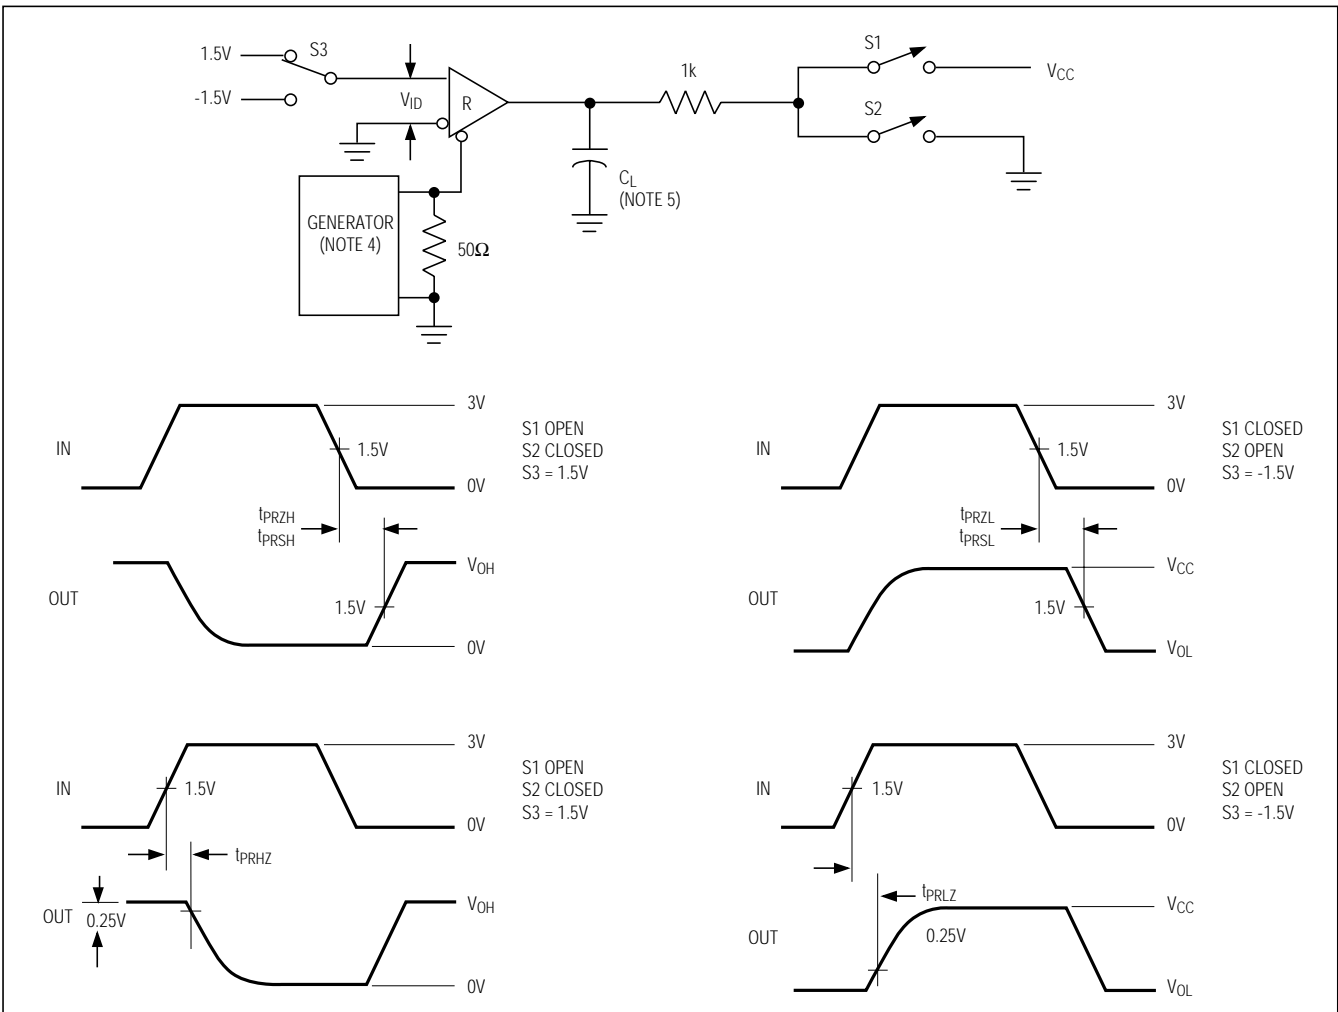 1.5V
S3
-1.5V
VID
R
1k
S1
VCC
S2
CL
(NOTE 5)
GENERATOR
(NOTE 4)
50Ω
IN
3V
1.5V
0V
S1 OPEN
S2 CLOSED
S3 = 1.5V
tPRZH
tPRSH
OUT
VOH
1.5V
0V
IN
3V
1.5V
0V
S1 CLOSED
S2 OPEN
S3 = -1.5V
tPRZL
tPRSL
OUT
VCC
1.5V
VOL
IN
3V
1.5V
0V
S1 OPEN
S2 CLOSED
S3 = 1.5V
tPRHZ
OUT
0.25V
VOH
0V
IN
3V
1.5V
0V
S1 CLOSED
S2 OPEN
S3 = -1.5V
tPRLZ
OUT
0.25V
VCC
VOL